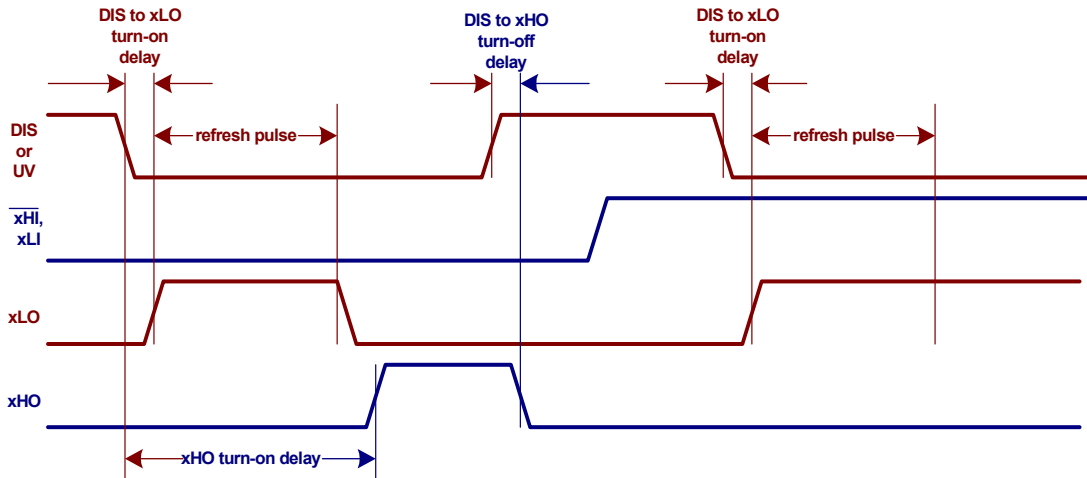 DIS to xLO
turn-on
delay
DIS to xHO
turn-off
delay
DIS to xLO
turn-on
delay
DIS
or
UV
refresh pulse
refresh pulse
x̅H̅I̅,
xLI
xLO
xHO
xHO turn-on delay